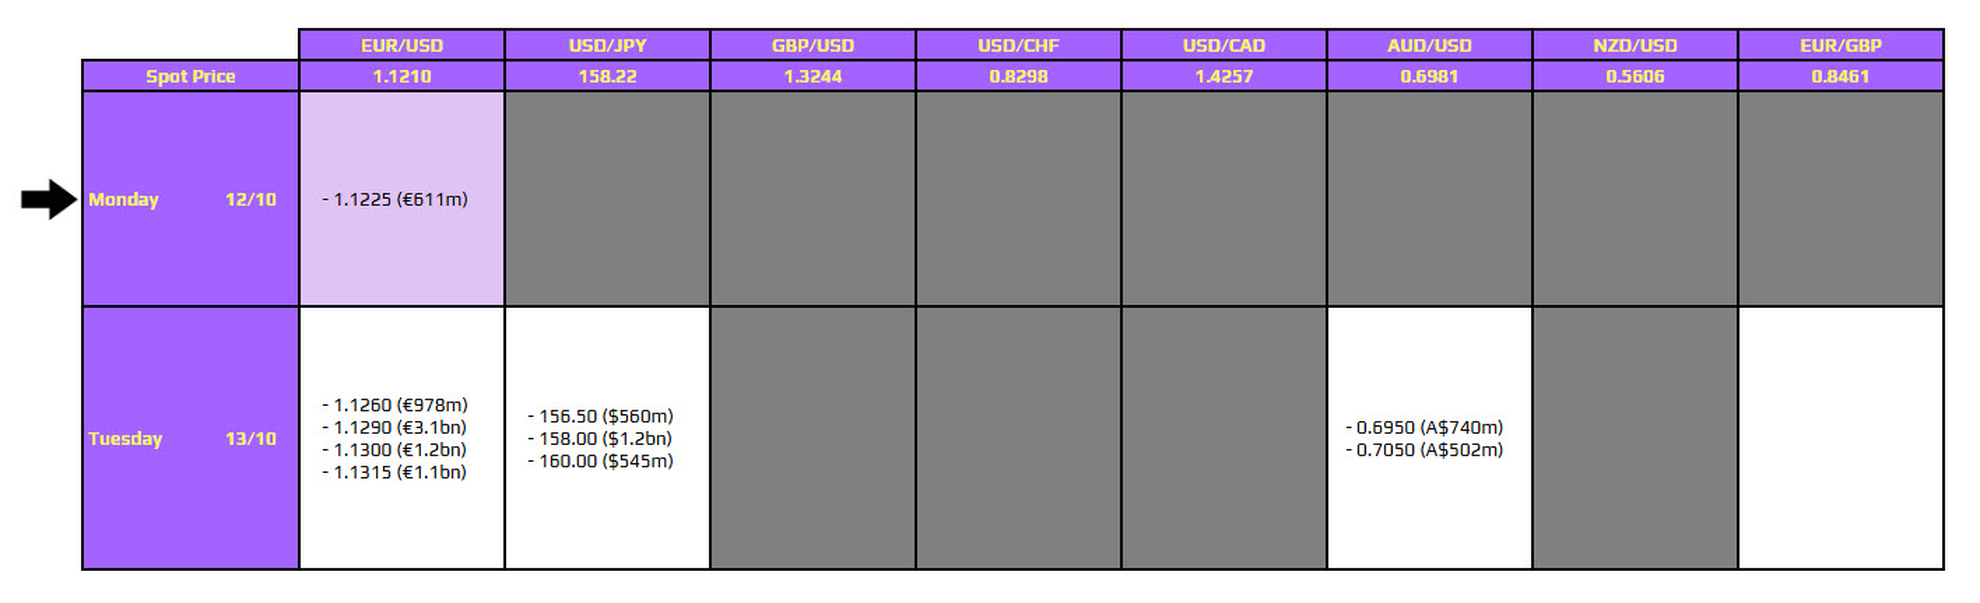 EUR/USD USD/JPY GBP/USD USD/CHF USD/CAD AUD/USD NZD/USD EUR/GBP
Spot Price 1.1210 158.22 1.3244 0.8298 1.4257 0.6981 0.5606 0.8461
Monday 12/10
- 1.1225 (€611m)
Tuesday 13/10
- 1.1260 (€978m)
- 1.1290 (€3.1bn)
- 1.1300 (€1.2bn)
- 1.1315 (€1.1bn)
- 156.50 ($560m)
- 158.00 ($1.2bn)
- 160.00 ($545m)
- 0.6950 (A$740m)
- 0.7050 (A$502m)